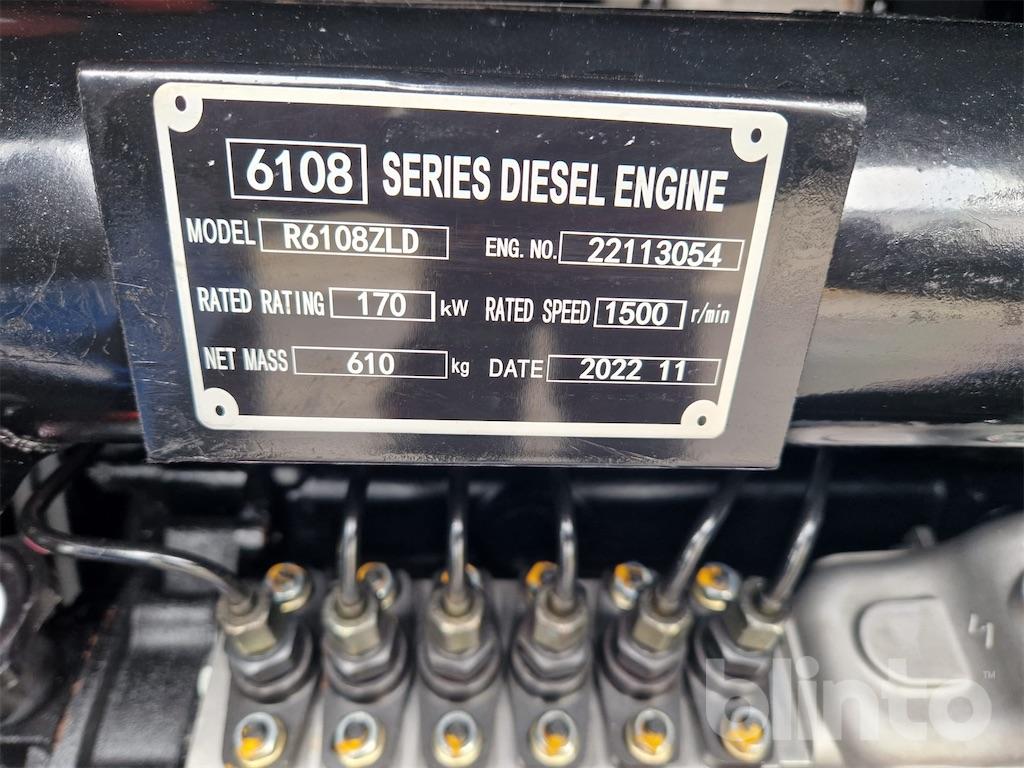 6108 SERIES DIESEL ENGINE
MODEL R6108ZLD ENG. NO. 22113054
RATED RATING 170 kW RATED SPEED 1500 r/min
NET MASS 610 kg DATE 2022 11
blinto™